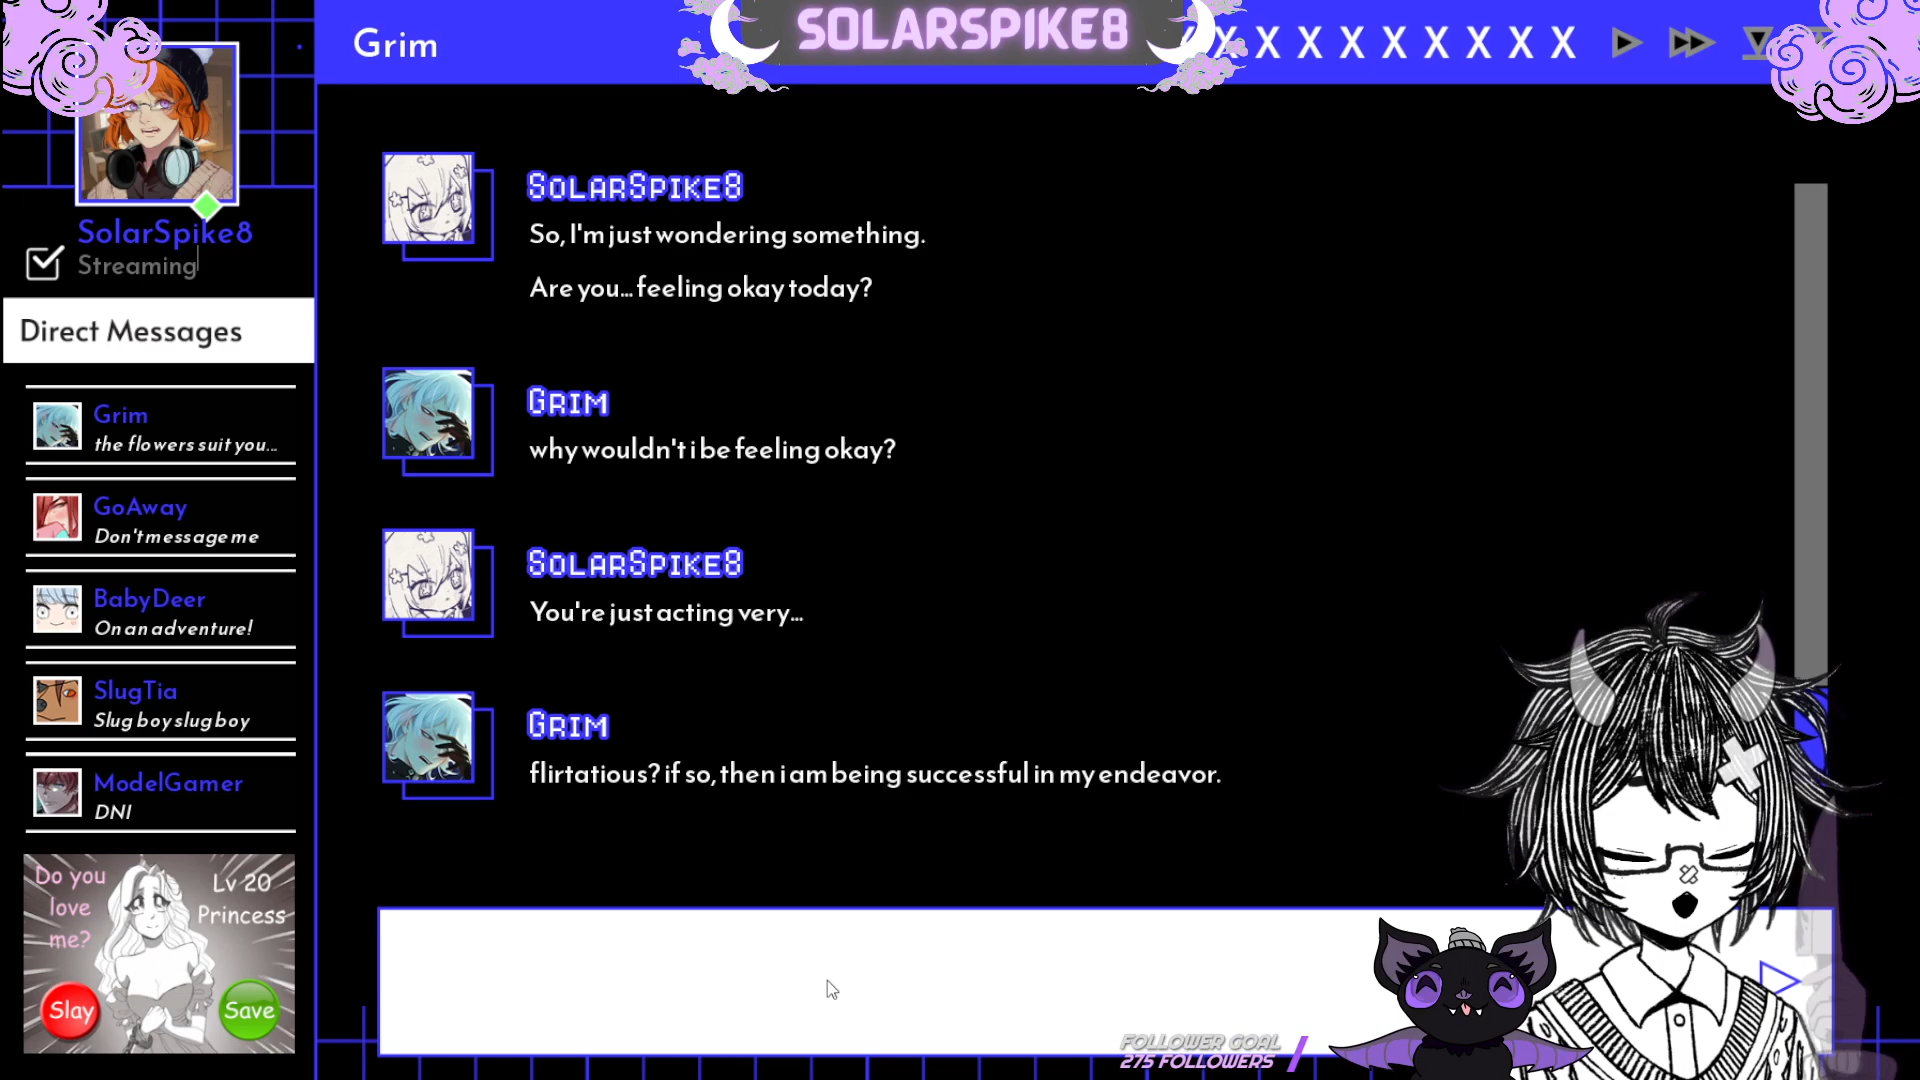 Grim
SOLARSPIKE8
X X X X X X X X X
SolarSpike8
Streaming
Direct Messages
Grim
the flowers suit you...
GoAway
Don't message me
BabyDeer
On an adventure!
SlugTia
Slug boy slug boy
ModelGamer
DNI
Do you
love
me?
Lv 20
Princess
Slay
Save
SolarSpike8
So, I'm just wondering something.
Are you... feeling okay today?
Grim
why wouldn't i be feeling okay?
SolarSpike8
You're just acting very...
Grim
flirtatious? if so, then i am being successful in my endeavor.
FOLLOWER GOAL
275 FOLLOWERS /